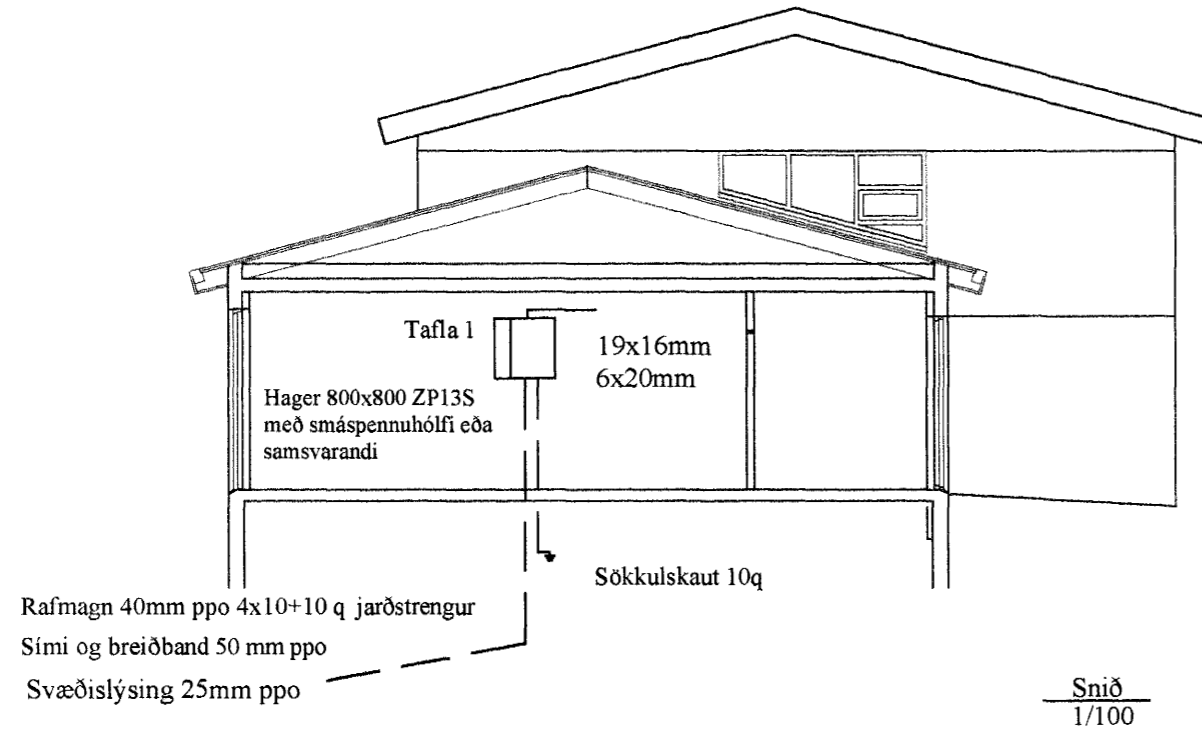 Tafla 1
19x16mm
6x20mm
Hager 800x800 ZP13S
með smáspennuhólfi eða
samsvarandi
Sökkulskaut 10q
Rafmagn 40mm ppo 4x10+10 q jarðstrengur
Sími og breiðband 50 mm ppo
Svæðislýsing 25mm ppo
Snið
1/100